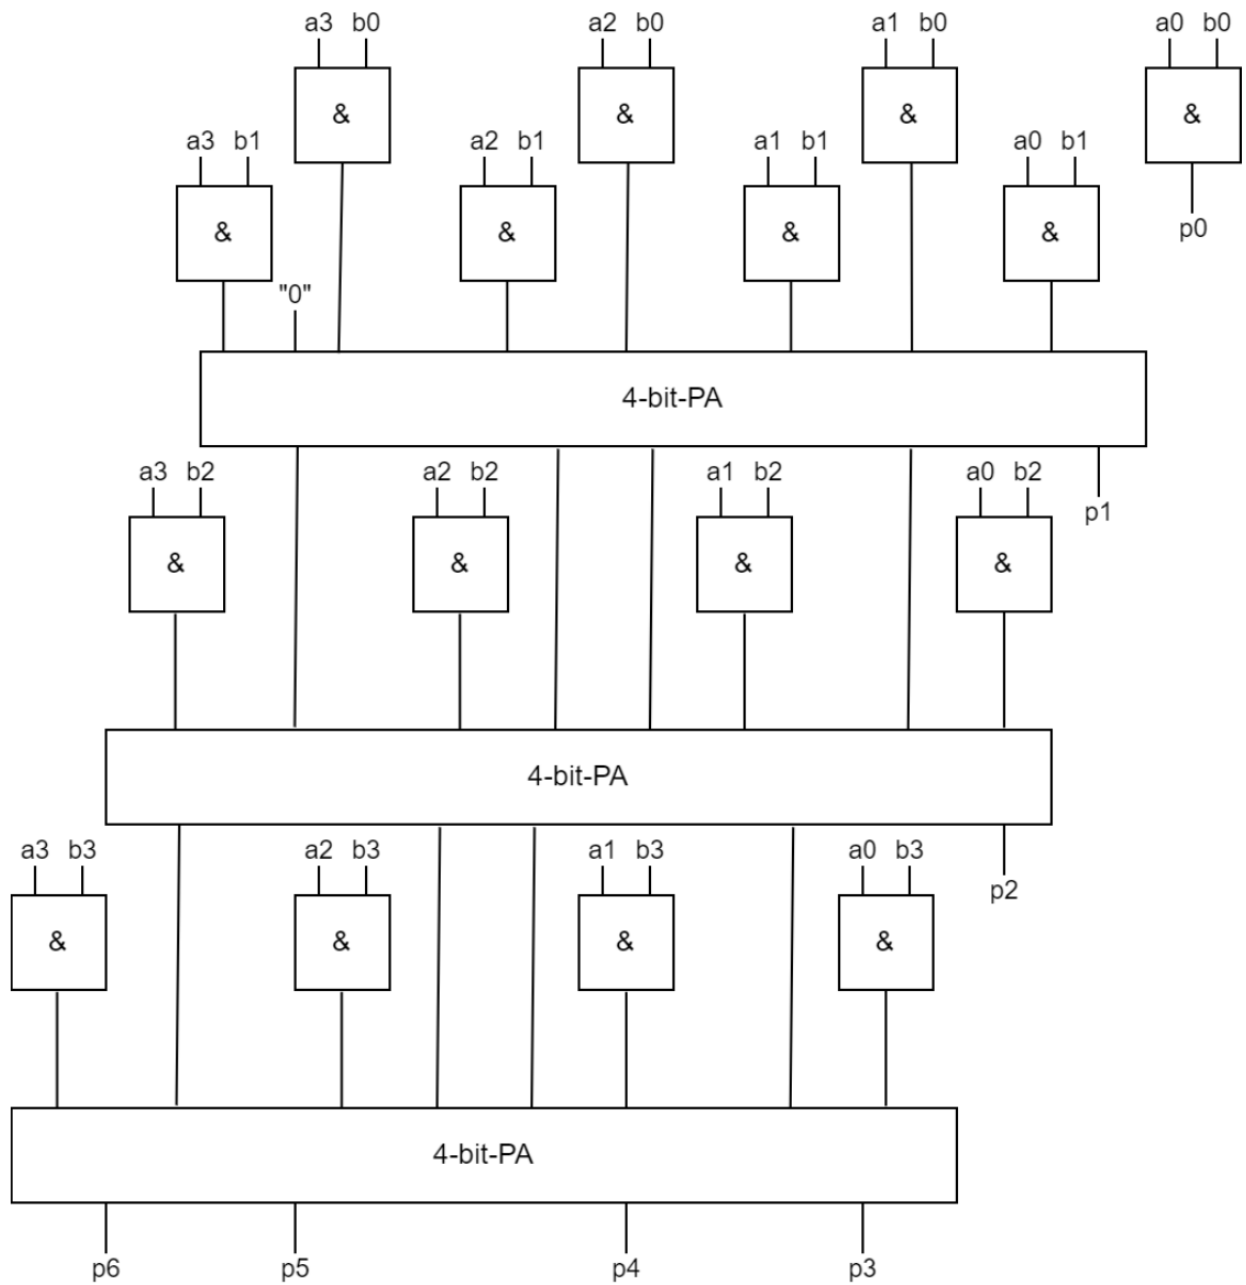 a3 b0 a2 b0 a1 b0 a0 b0
& & & &
a3 b1 a2 b1 a1 b1 a0 b1
& & & &
p0
"0"
4-bit-PA
a3 b2 a2 b2 a1 b2 a0 b2
p1
& & & &
4-bit-PA
a3 b3 a2 b3 a1 b3 a0 b3
p2
& & & &
4-bit-PA
p6 p5 p4 p3